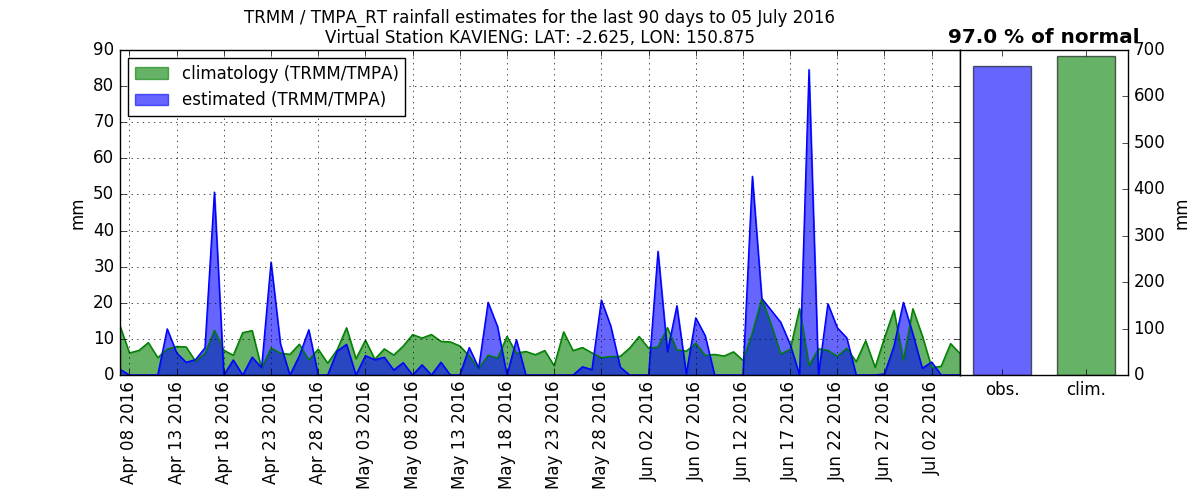 TRMM / TMPA_RT rainfall estimates for the last 90 days to 05 July 2016
Virtual Station KAVIENG: LAT: -2.625, LON: 150.875
97.0 % of normal
climatology (TRMM/TMPA)
estimated (TRMM/TMPA)
90
80
70
60
50
40
30
20
10
0
mm
Apr 08 2016
Apr 13 2016
Apr 18 2016
Apr 23 2016
Apr 28 2016
May 03 2016
May 08 2016
May 13 2016
May 18 2016
May 23 2016
May 28 2016
Jun 02 2016
Jun 07 2016
Jun 12 2016
Jun 17 2016
Jun 22 2016
Jun 27 2016
Jul 02 2016
obs.
clim.
700
600
500
400
300
200
100
0
mm